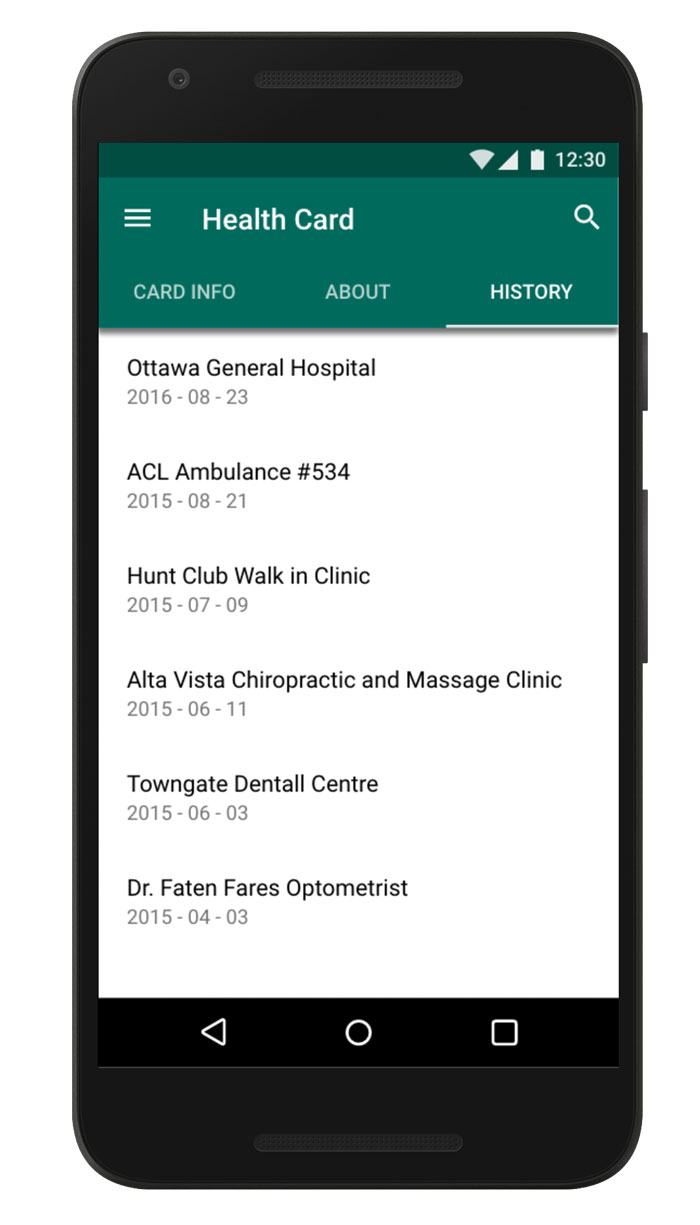 12:30
Health Card
CARD INFO ABOUT HISTORY
Ottawa General Hospital
2016 - 08 - 23
ACL Ambulance #534
2015 - 08 - 21
Hunt Club Walk in Clinic
2015 - 07 - 09
Alta Vista Chiropractic and Massage Clinic
2015 - 06 - 11
Towngate Dentall Centre
2015 - 06 - 03
Dr. Faten Fares Optometrist
2015 - 04 - 03